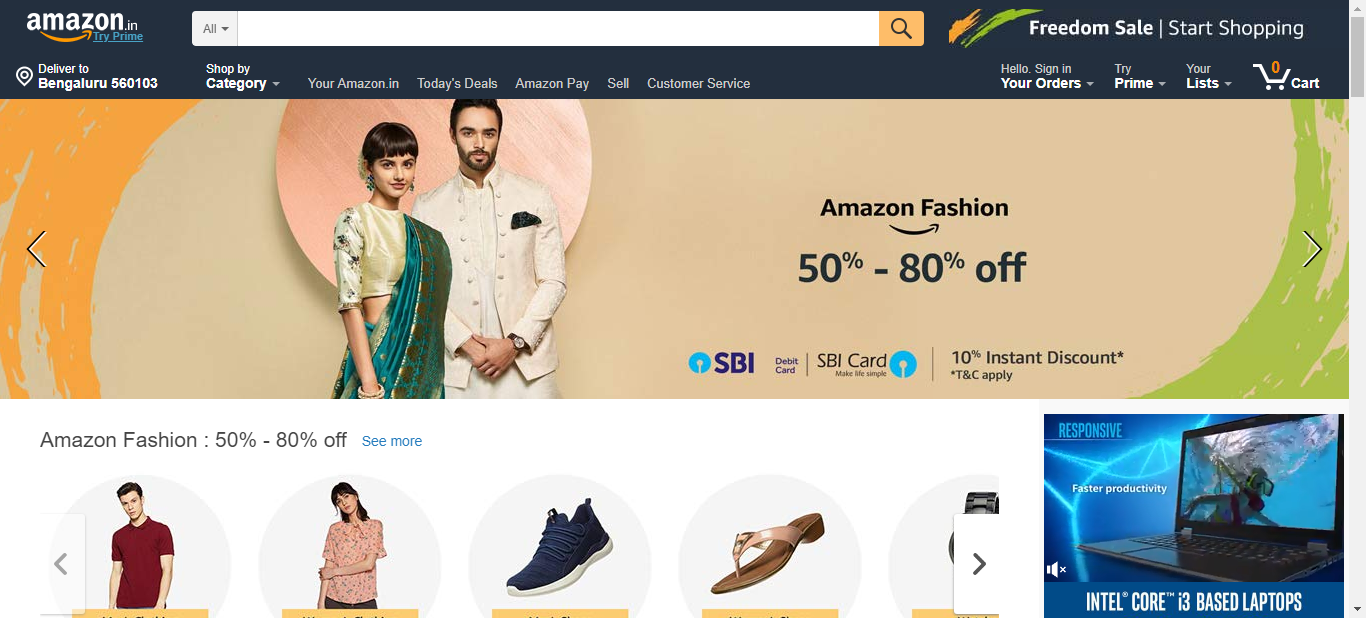 amazon.in
Try Prime
All
Freedom Sale | Start Shopping
Deliver to
Bengaluru 560103
Shop by
Category
Your Amazon.in
Today's Deals
Amazon Pay
Sell
Customer Service
Hello. Sign in
Your Orders
Try
Prime
Your
Lists
0
Cart
Amazon Fashion
50% - 80% off
SBI
Debit
Card
SBI Card
Make life simple
10% Instant Discount*
*T&C apply
Amazon Fashion : 50% - 80% off See more
RESPONSIVE
Faster productivity
INTEL® CORE™ i3 BASED LAPTOPS